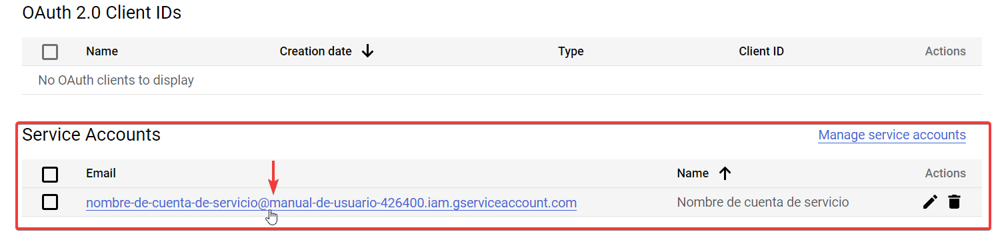 OAuth 2.0 Client IDs
Name Creation date Type Client ID Actions
No OAuth clients to display
Service Accounts Manage service accounts
Email Name Actions
nombre-de-cuenta-de-servicio@manual-de-usuario-426400.iam.gserviceaccount.com Nombre de cuenta de servicio